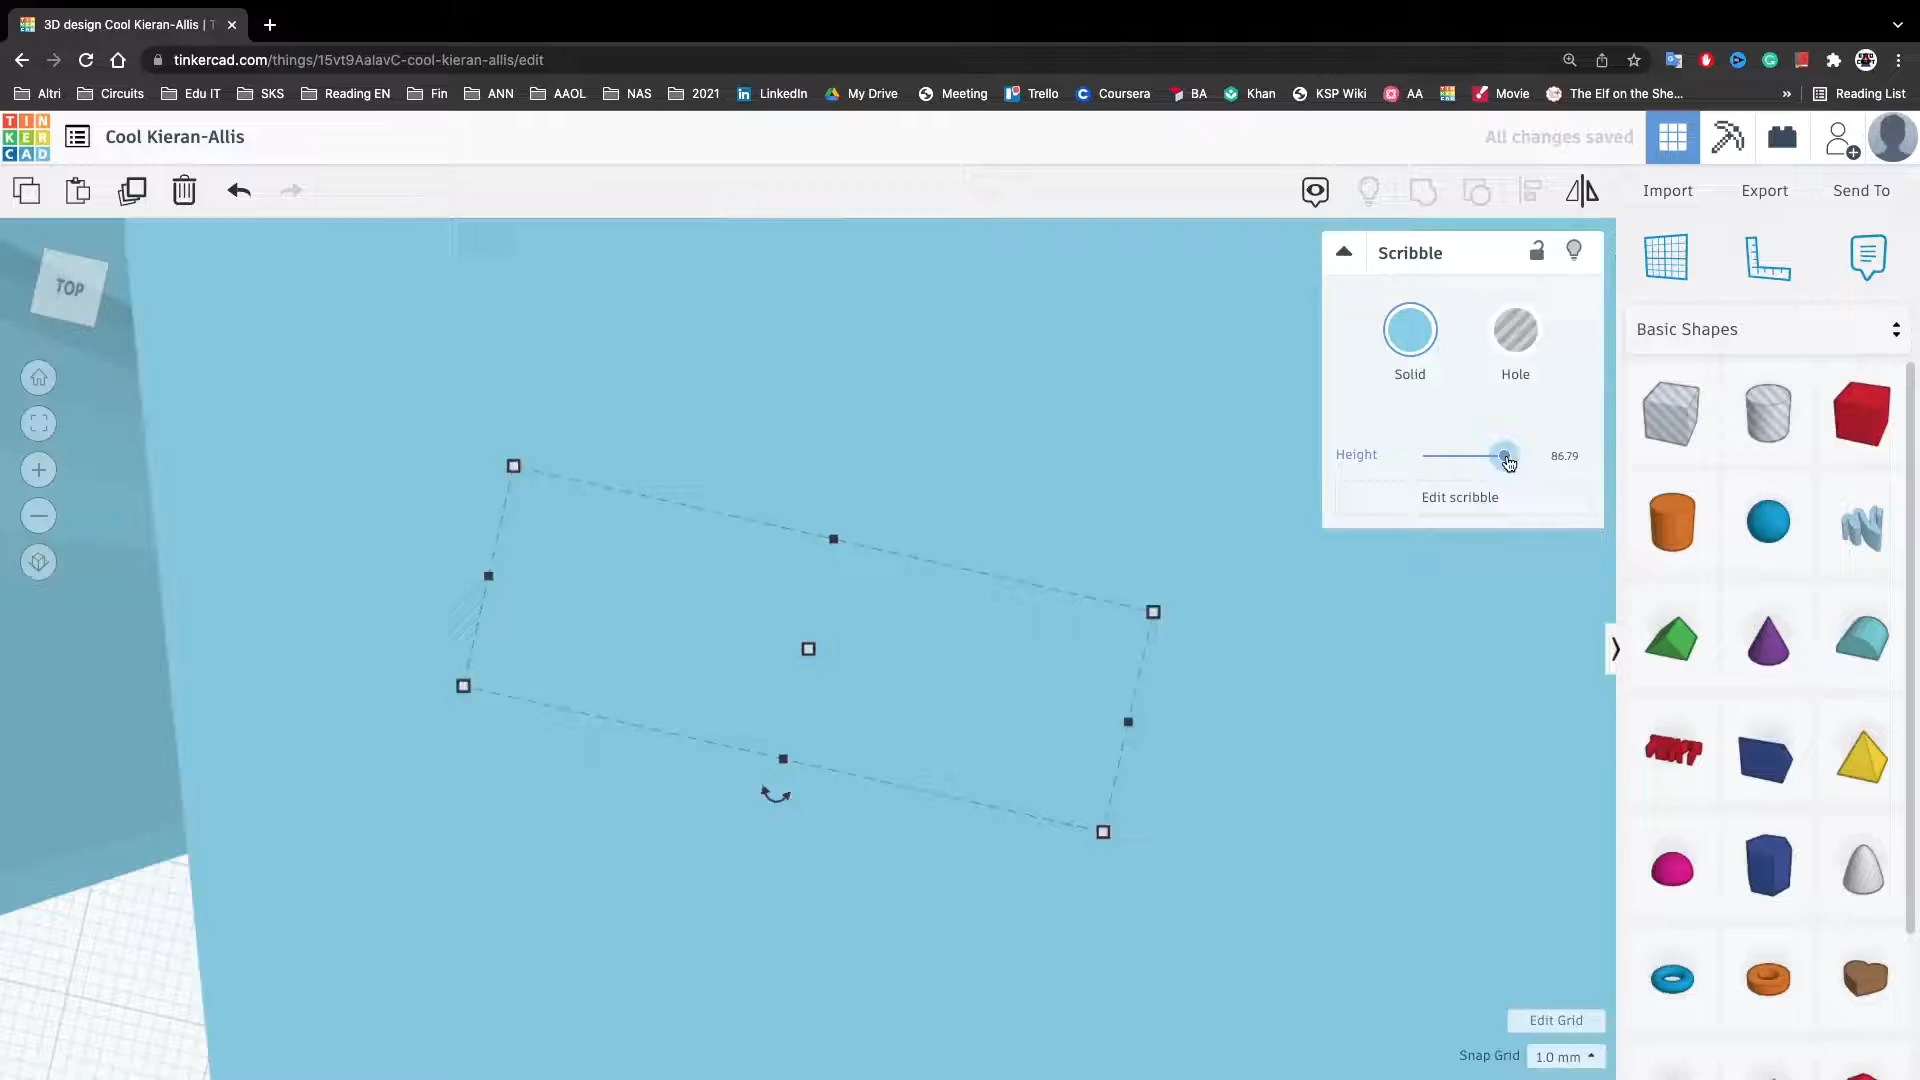 3D design Cool Kieran-Allis | T
tinkercad.com/things/15vt9AalavC-cool-kieran-allis/edit
Altri Circuits Edu IT SKS Reading EN Fin ANN AAOL NAS 2021 LinkedIn My Drive Meeting Trello Coursera BA Khan KSP Wiki AA Movie The Elf on the She... » Reading List
TIN
KER
CAD
Cool Kieran-Allis
All changes saved
Import Export Send To
TOP
Scribble
Solid Hole
Height 86.79
Edit scribble
Basic Shapes
TEXT
Edit Grid
Snap Grid 1.0 mm